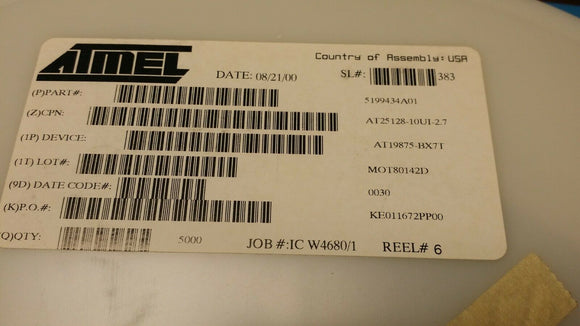 ATMEL
Country of Assembly: USA
DATE: 08/21/00 SL#: 383
(P)PART#: 5199434A01
(Z)CPN: AT25128-10UI-2.7
(1P) DEVICE: AT19875-BX7T
(1T) LOT#: MOT80142D
(9D) DATE CODE#: 0030
(K)P.O.#: KE011672PP00
Q)QTY: 5000 JOB #:IC W4680/1 REEL# 6